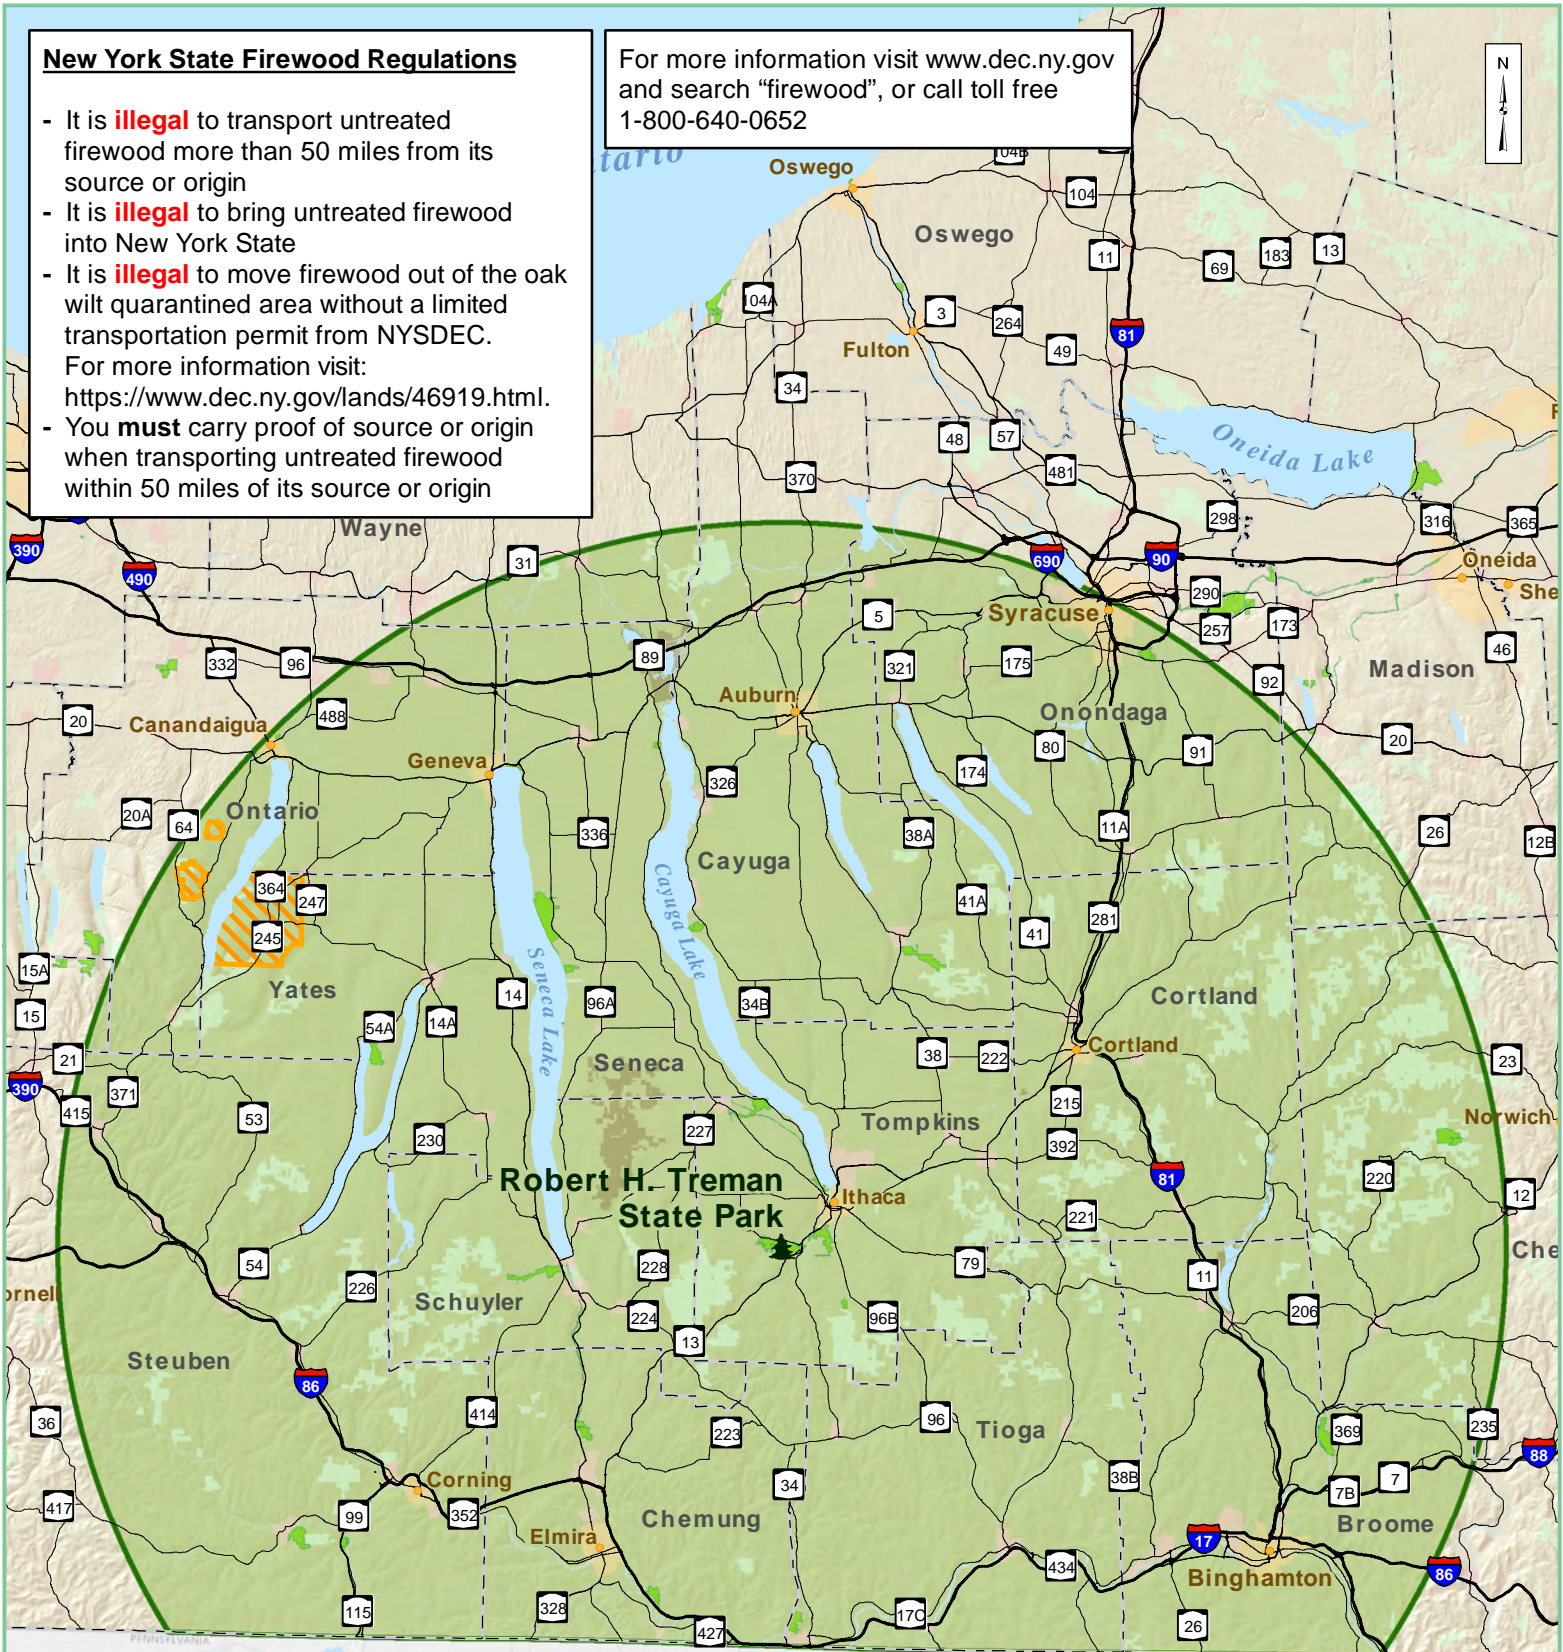 New York State Firewood Regulations
- It is illegal to transport untreated
firewood more than 50 miles from its
source or origin
- It is illegal to bring untreated firewood
into New York State
- It is illegal to move firewood out of the oak
wilt quarantined area without a limited
transportation permit from NYSDEC.
For more information visit:
https://www.dec.ny.gov/lands/46919.html.
- You must carry proof of source or origin
when transporting untreated firewood
within 50 miles of its source or origin
For more information visit www.dec.ny.gov
and search “firewood”, or call toll free
1-800-640-0652
N
tario
104B
Oswego
104
Oswego
11
69
183
13
104A
3
264
81
Fulton
49
34
48
57
Oneida Lake
481
370
298
316
365
Wayne
390
490
31
690
90
Oneida
She
290
5
Syracuse
257
173
46
332
96
89
321
175
92
Madison
20
Canandaigua
488
Auburn
Onondaga
80
91
20
Geneva
326
174
20A
64
Ontario
336
38A
11A
26
12B
Cayuga
Cayuga Lake
364
247
41A
281
245
41
15A
Yates
Seneca Lake
14
96A
34B
Cortland
15
54A
14A
Cortland
21
Seneca
38
222
23
390
371
415
53
230
227
Tompkins
215
392
Norwich
Robert H. Treman
State Park
Ithaca
81
220
12
221
54
226
228
79
11
Che
ornell
Schuyler
224
13
96B
206
Steuben
86
36
414
223
96
Tioga
369
235
88
Corning
34
38B
7
7B
417
99
352
Chemung
Broome
Elmira
17
434
86
Binghamton
115
328
427
17C
26
PENNSYLVANIA